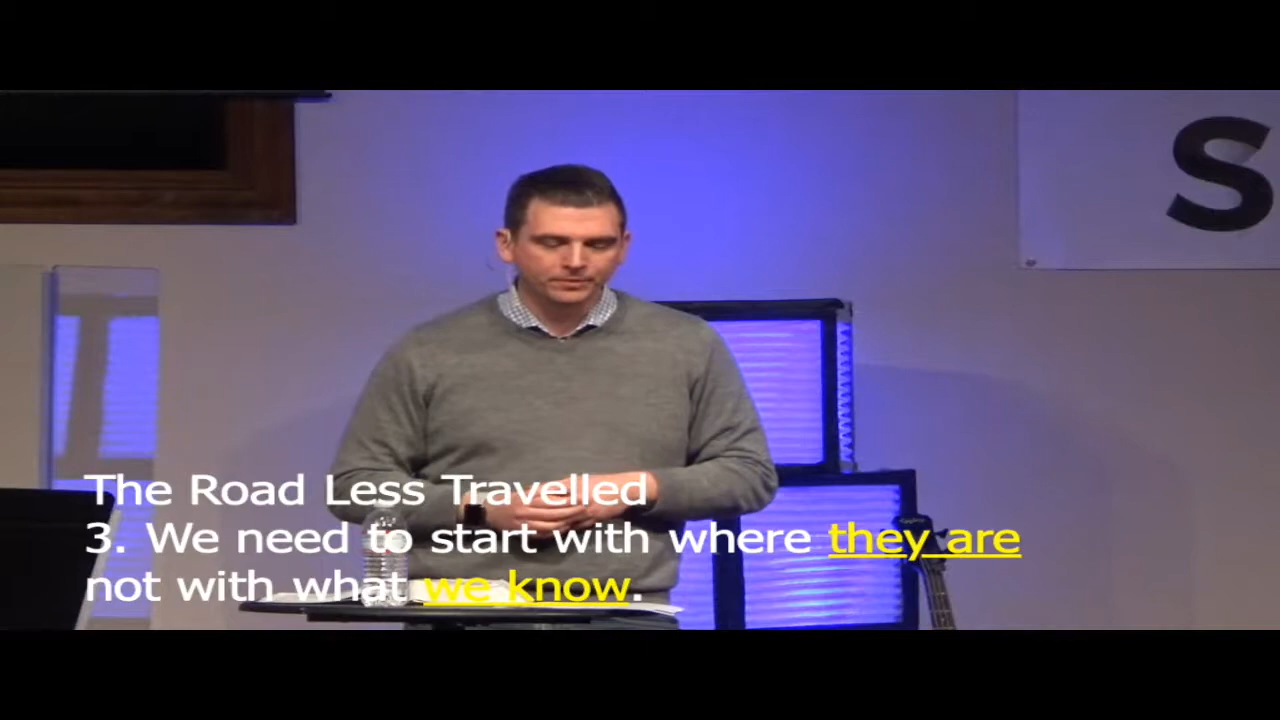 S
The Road Less Travelled
3. We need to start with where they are
not with what we know.